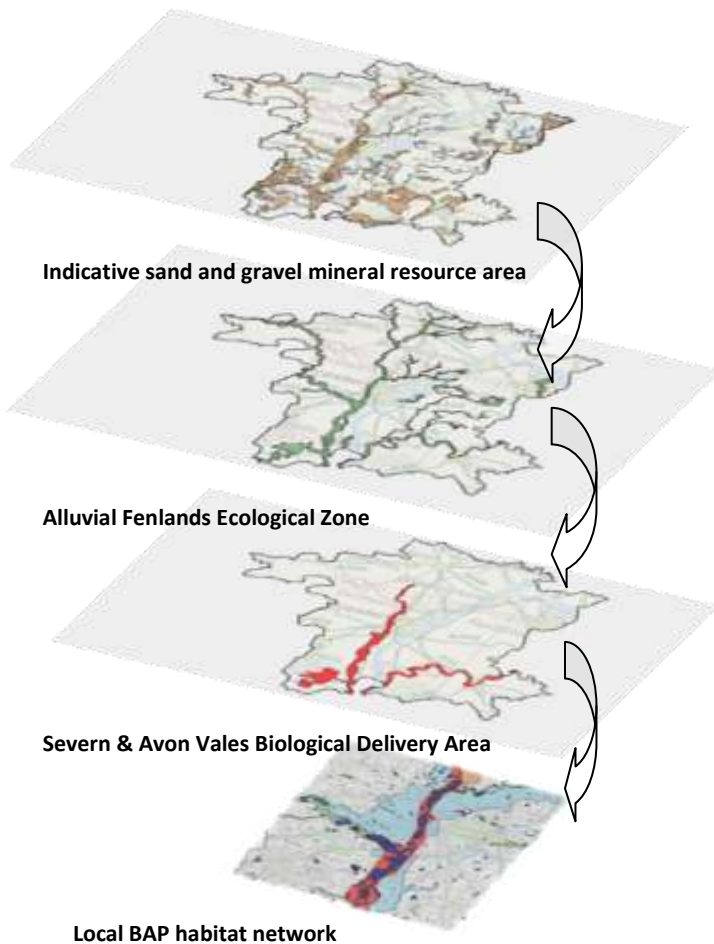 Indicative sand and gravel mineral resource area
Alluvial Fenlands Ecological Zone
Severn & Avon Vales Biological Delivery Area
Local BAP habitat network